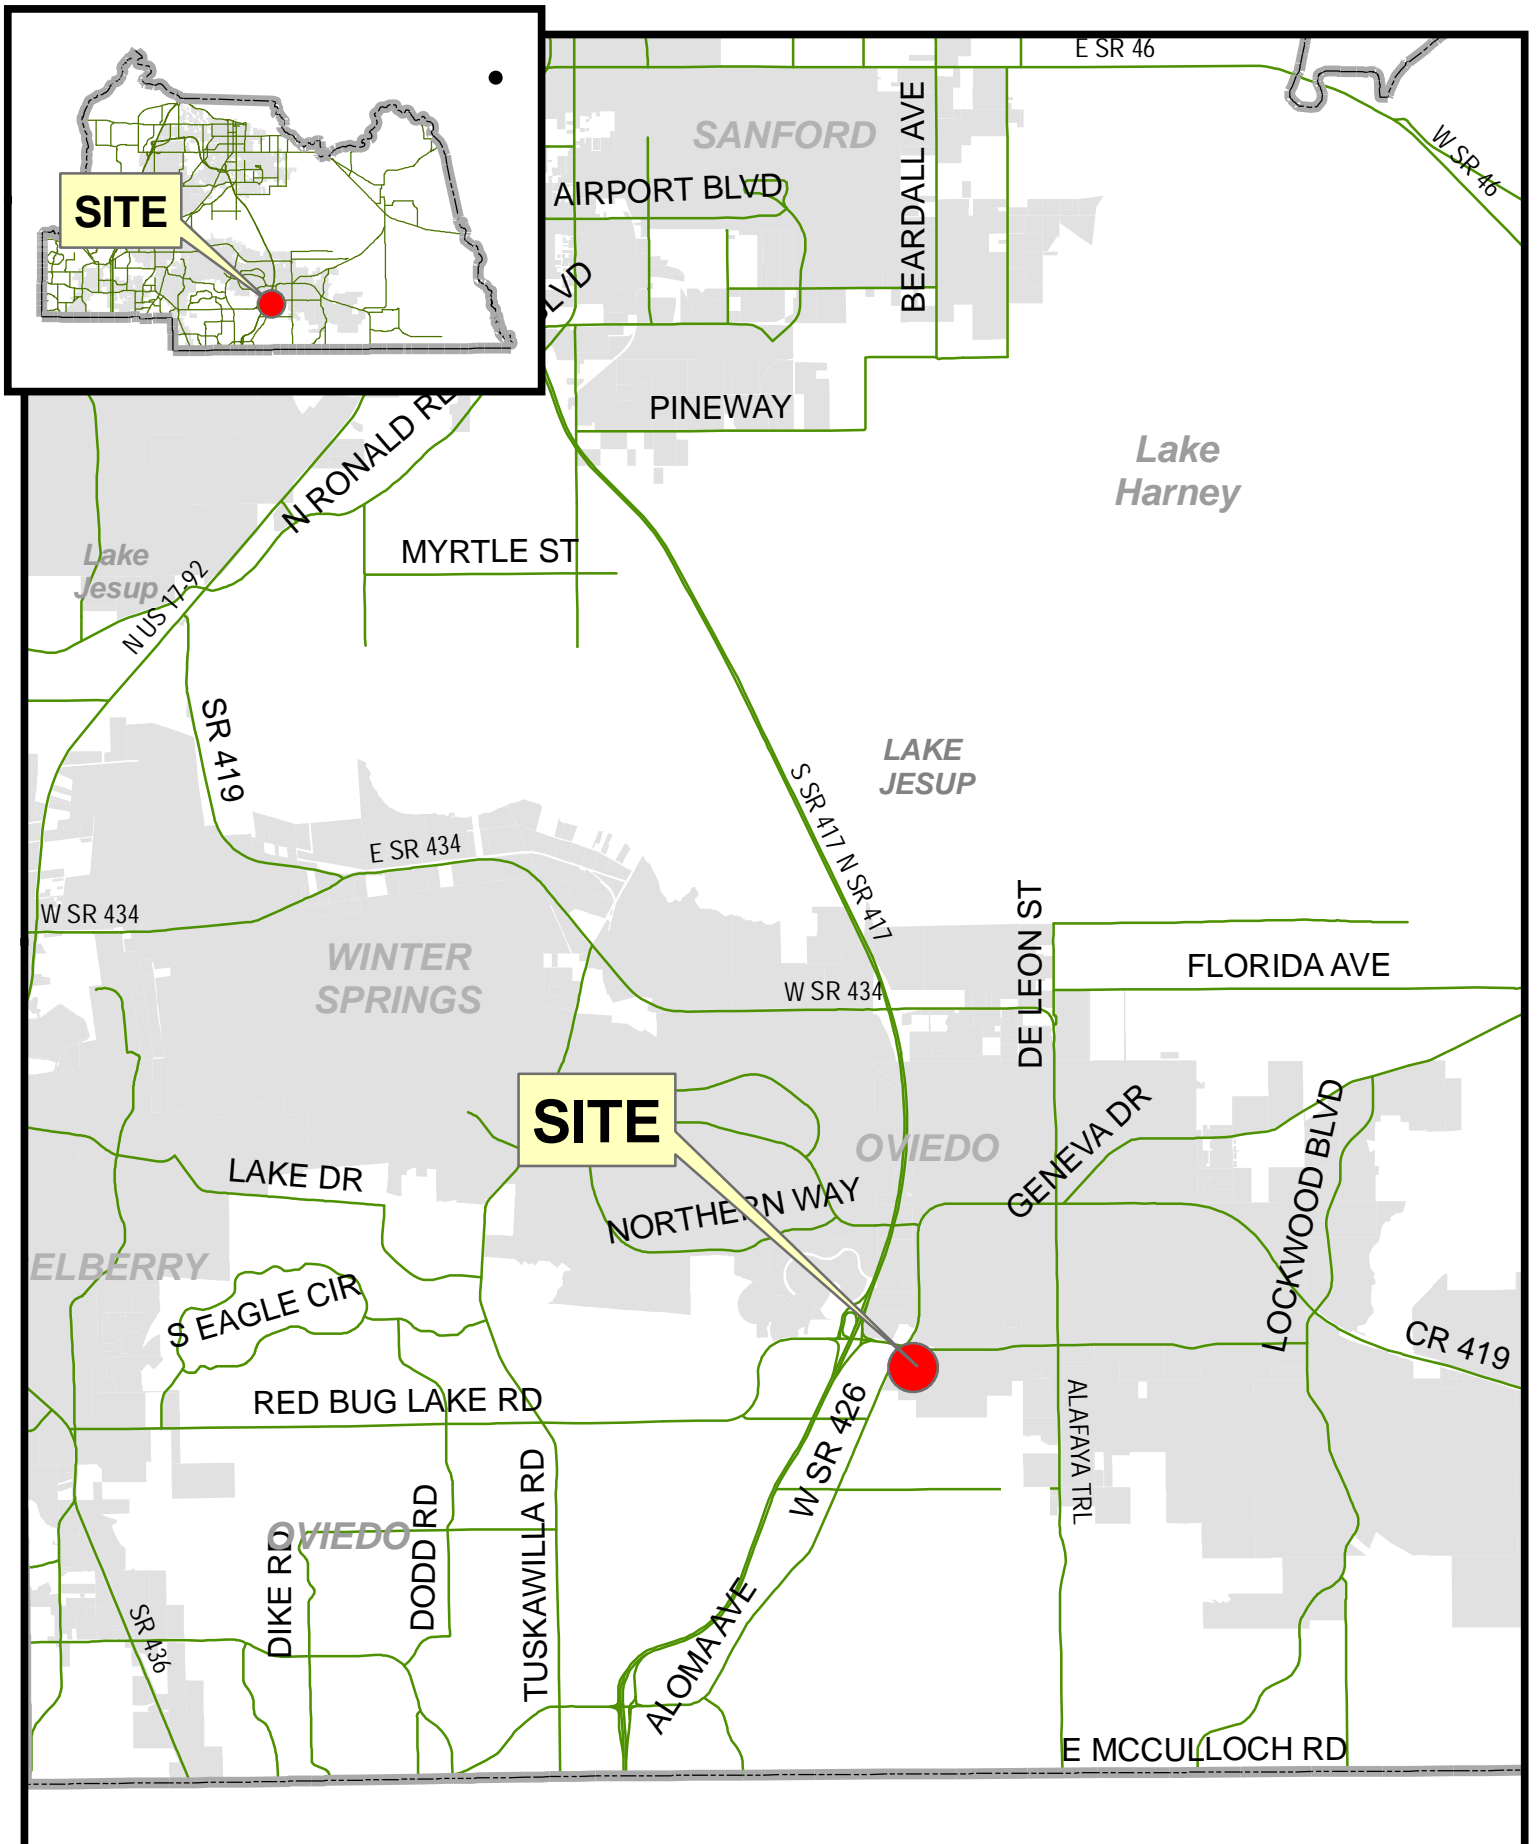 SITE
E SR 46
W SR 46
SANFORD
AIRPORT BLVD
BEARDALL AVE
LVD
PINEWAY
N RONALD RE
Lake
Harney
MYRTLE ST
Lake
Jesup
N US 17-92
SR 419
LAKE
JESUP
S SR 417
N SR 417
E SR 434
W SR 434
WINTER
SPRINGS
W SR 434
DE LEON ST
FLORIDA AVE
SITE
OVIEDO
GENEVA DR
LOCKWOOD BLVD
LAKE DR
NORTHERN WAY
ELBERRY
S EAGLE CIR
CR 419
RED BUG LAKE RD
W SR 426
ALAFAYA TRL
TUSKAWILLA RD
DODD RD
OVIEDO
DIKE RD
SR 436
ALOMA AVE
E MCCULLOCH RD